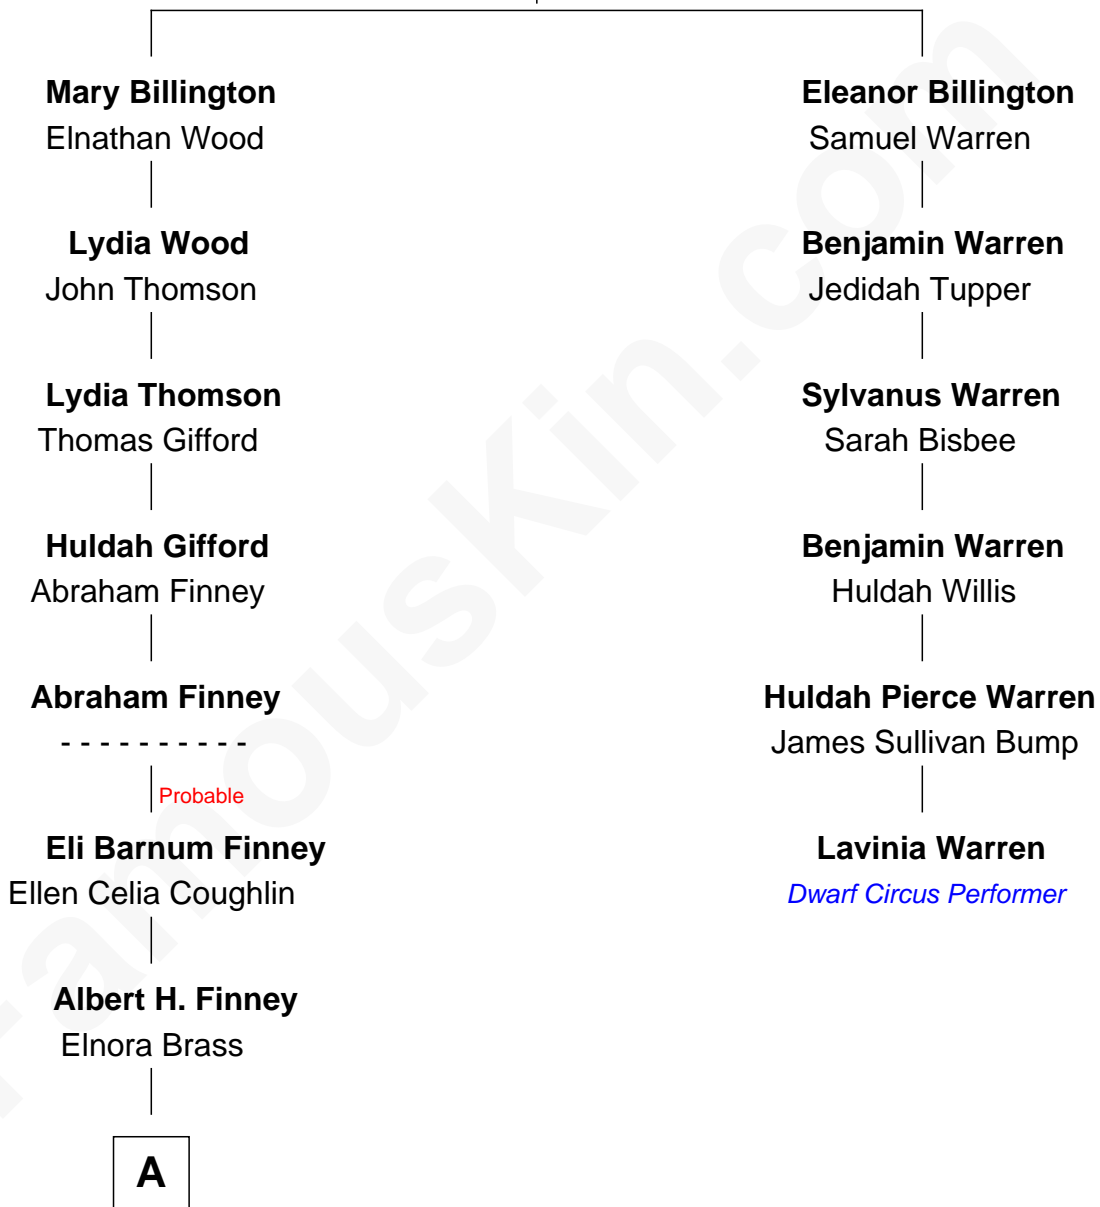 Mary Billington
Elnathan Wood
Lydia Wood
John Thomson
Lydia Thomson
Thomas Gifford
Huldah Gifford
Abraham Finney
Abraham Finney
- - - - - - - - - -
Probable
Eli Barnum Finney
Ellen Celia Coughlin
Albert H. Finney
Elnora Brass
A
Eleanor Billington
Samuel Warren
Benjamin Warren
Jedidah Tupper
Sylvanus Warren
Sarah Bisbee
Benjamin Warren
Huldah Willis
Huldah Pierce Warren
James Sullivan Bump
Lavinia Warren
Dwarf Circus Performer
FamousKin.com